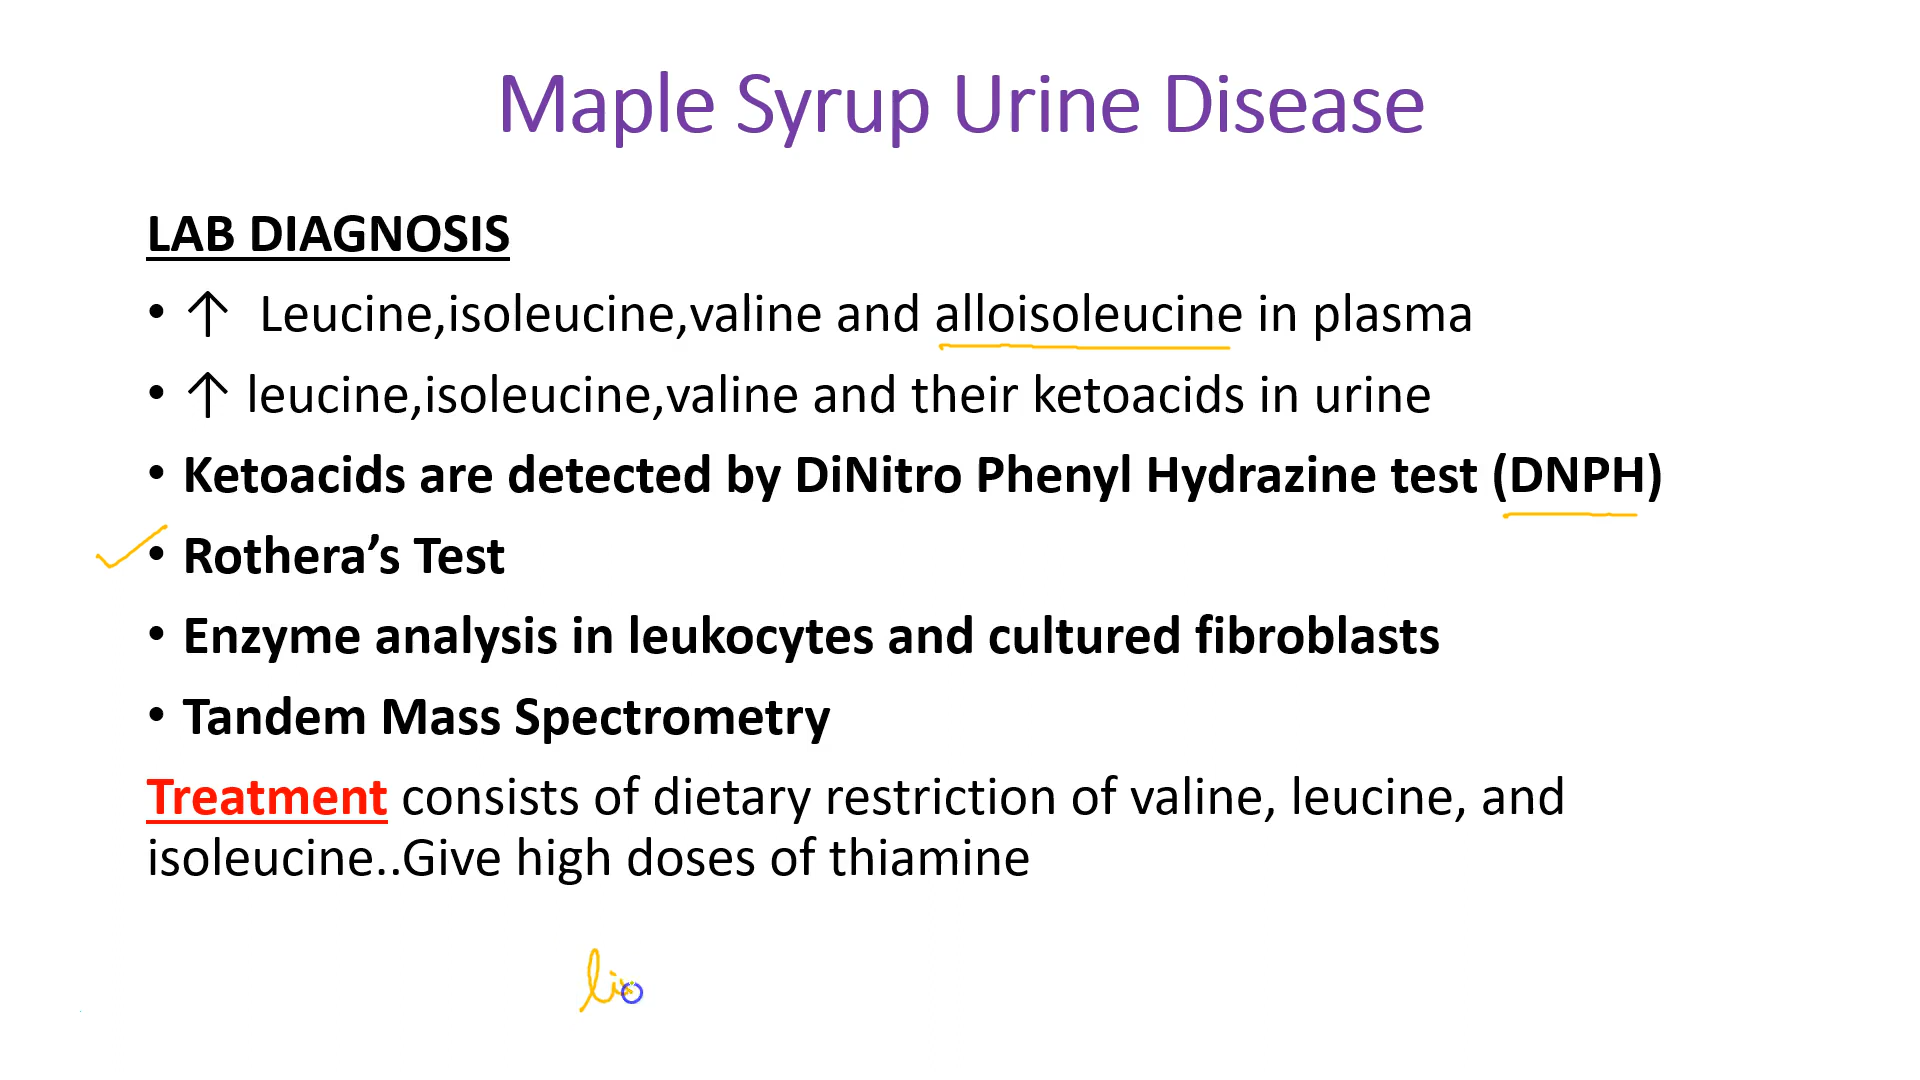 Maple Syrup Urine Disease
LAB DIAGNOSIS
• ↑ Leucine,isoleucine,valine and alloisoleucine in plasma
• ↑ leucine,isoleucine,valine and their ketoacids in urine
• Ketoacids are detected by DiNitro Phenyl Hydrazine test (DNPH)
• Rothera’s Test
• Enzyme analysis in leukocytes and cultured fibroblasts
• Tandem Mass Spectrometry
Treatment consists of dietary restriction of valine, leucine, and
isoleucine..Give high doses of thiamine